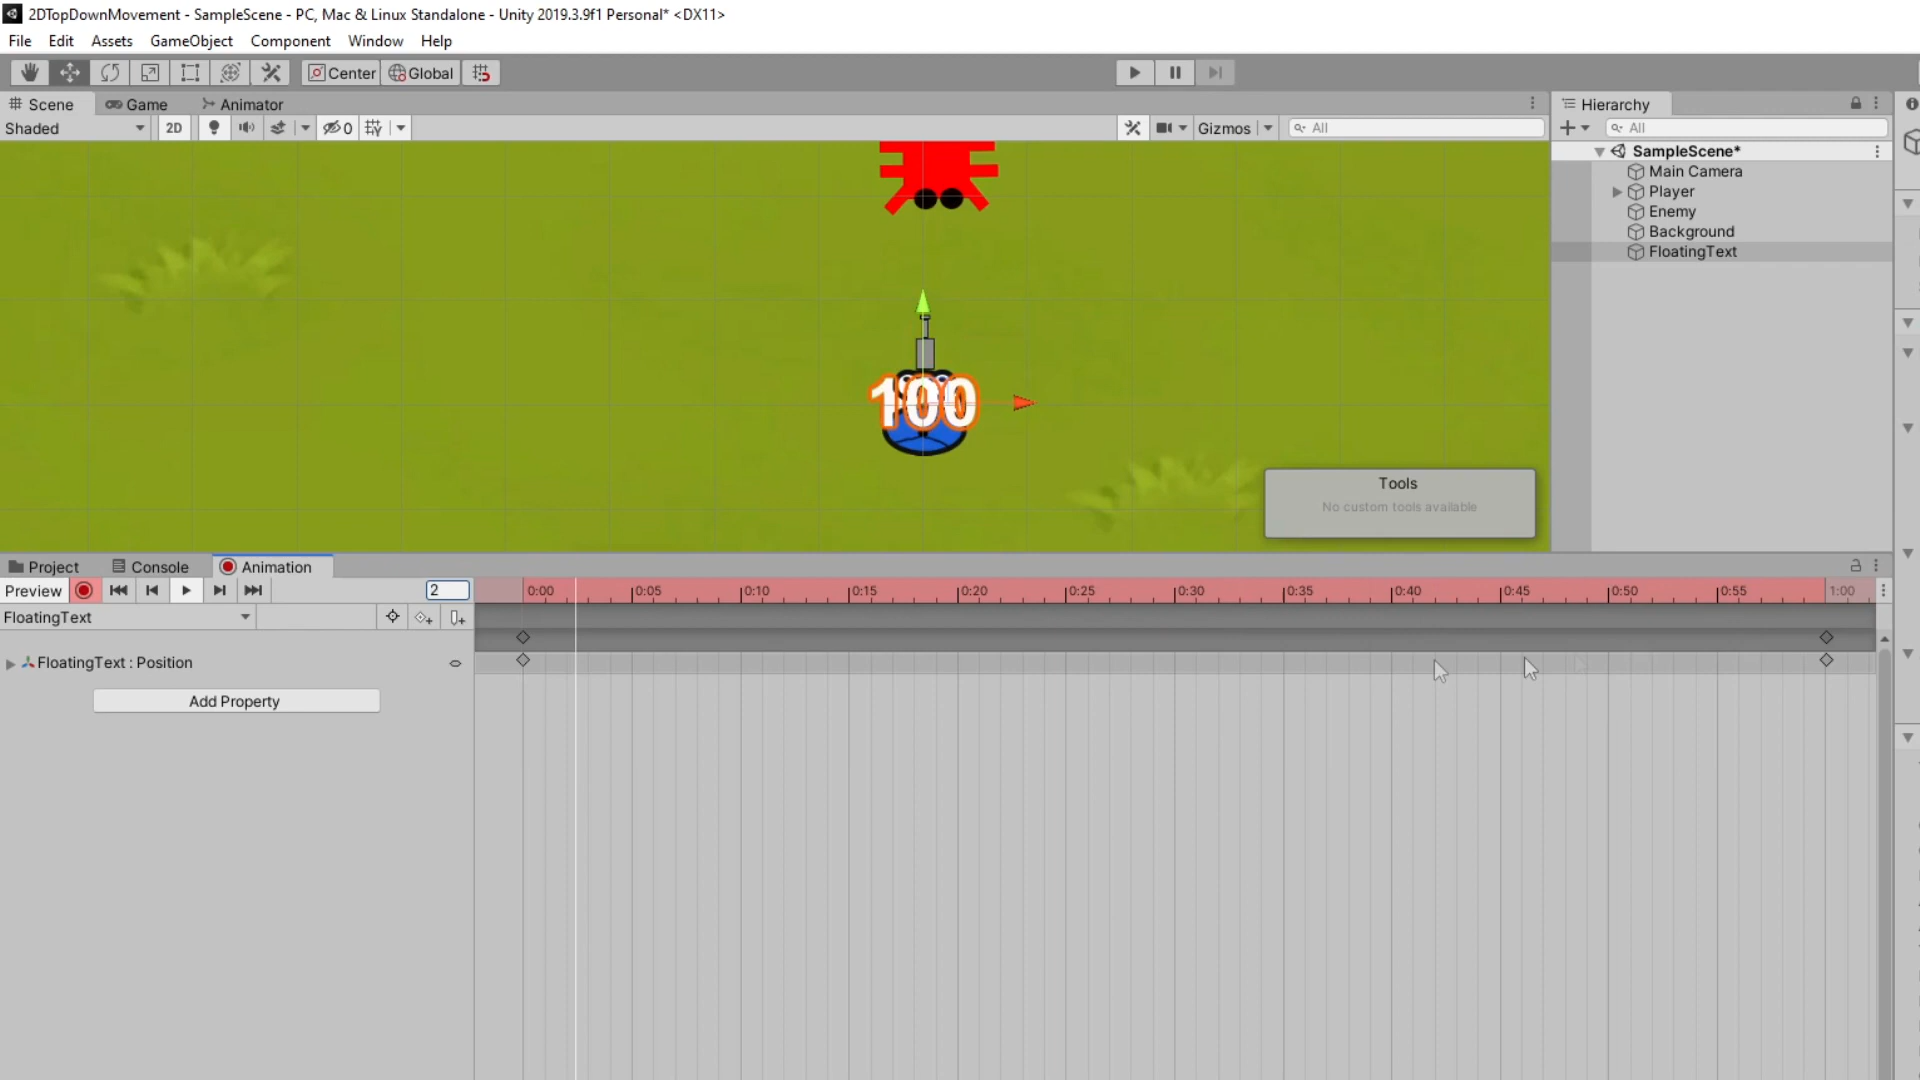 2DTopDownMovement - SampleScene - PC, Mac & Linux Standalone - Unity 2019.3.9f1 Personal* <DX11>
File Edit Assets GameObject Component Window Help
Center Global
Scene Game Animator Hierarchy
Shaded 2D 0 Gizmos All All
SampleScene*
Main Camera
Player
Enemy
Background
FloatingText
100
Tools
No custom tools available
Project Console Animation
Preview 2 0:00 0:05 0:10 0:15 0:20 0:25 0:30 0:35 0:40 0:45 0:50 0:55 1:00
FloatingText
FloatingText : Position
Add Property